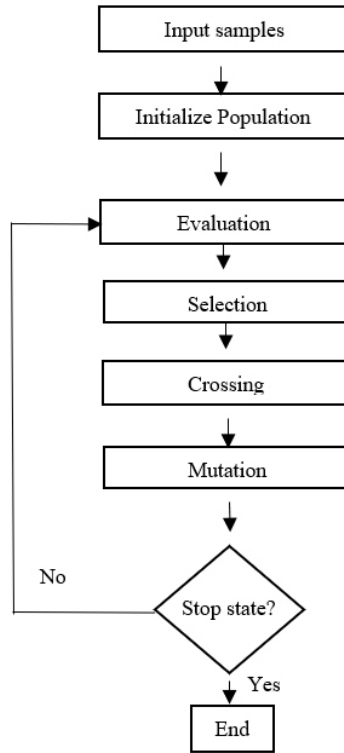 Input samples
Initialize Population
Evaluation
Selection
Crossing
Mutation
Stop state?
No
Yes
End